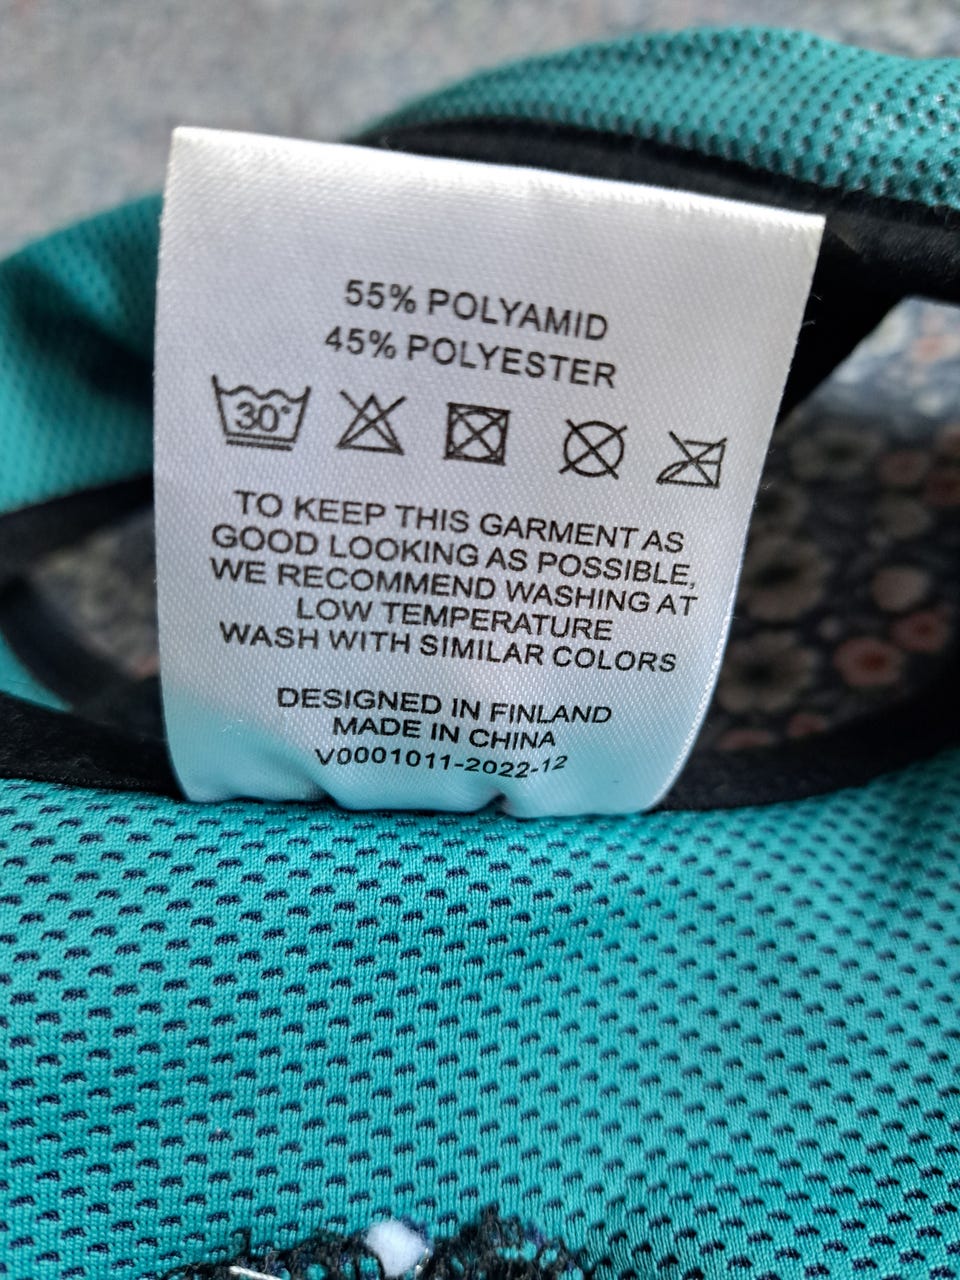 55% POLYAMID
45% POLYESTER
30°
TO KEEP THIS GARMENT AS
GOOD LOOKING AS POSSIBLE,
WE RECOMMEND WASHING AT
LOW TEMPERATURE
WASH WITH SIMILAR COLORS
DESIGNED IN FINLAND
MADE IN CHINA
V0001011-2022-12